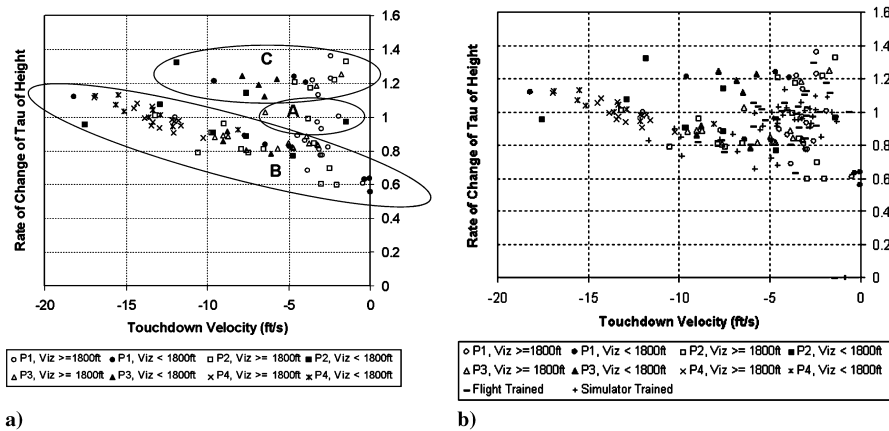 1.6
1.4
1.2
1
0.8
0.6
0.4
0.2
0
C
A
B
Rate of Change of Tau of Height
-20 -15 -10 -5 0
Touchdown Velocity (ft/s)
P1, Viz >=1800ft P1, Viz < 1800ft P2, Viz >= 1800ft P2, Viz < 1800ft
P3, Viz >= 1800ft P3, Viz < 1800ft P4, Viz >= 1800ft P4, Viz < 1800ft
a)
1.6
1.4
1.2
1
0.8
0.6
0.4
0.2
0
Rate of Change of Tau of Height
-20 -15 -10 -5 0
Touchdown Velocity (ft/s)
P1, Viz >=1800ft P1, Viz < 1800ft P2, Viz >= 1800ft P2, Viz < 1800ft
P3, Viz >= 1800ft P3, Viz < 1800ft P4, Viz >= 1800ft P4, Viz < 1800ft
Flight Trained Simulator Trained
b)